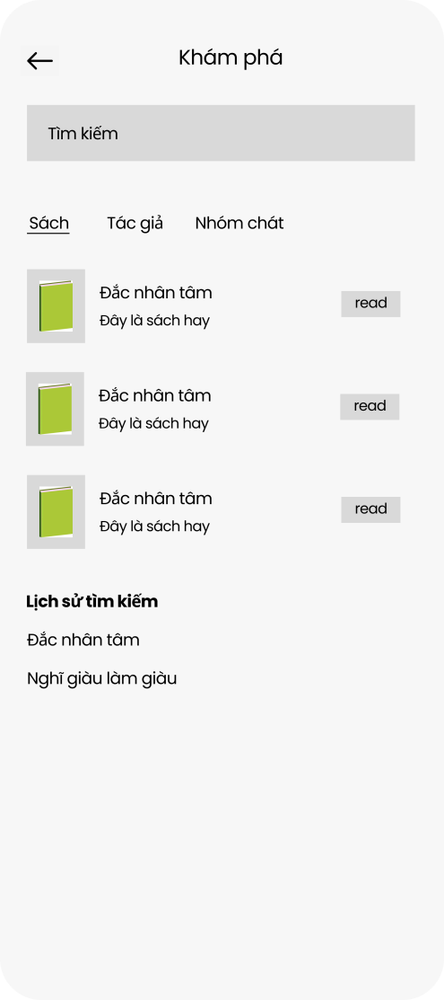 Khám phá
Tìm kiếm
Sách Tác giả Nhóm chát
Đắc nhân tâm
Đây là sách hay
read
Đắc nhân tâm
Đây là sách hay
read
Đắc nhân tâm
Đây là sách hay
read
Lịch sử tìm kiếm
Đắc nhân tâm
Nghĩ giàu làm giàu